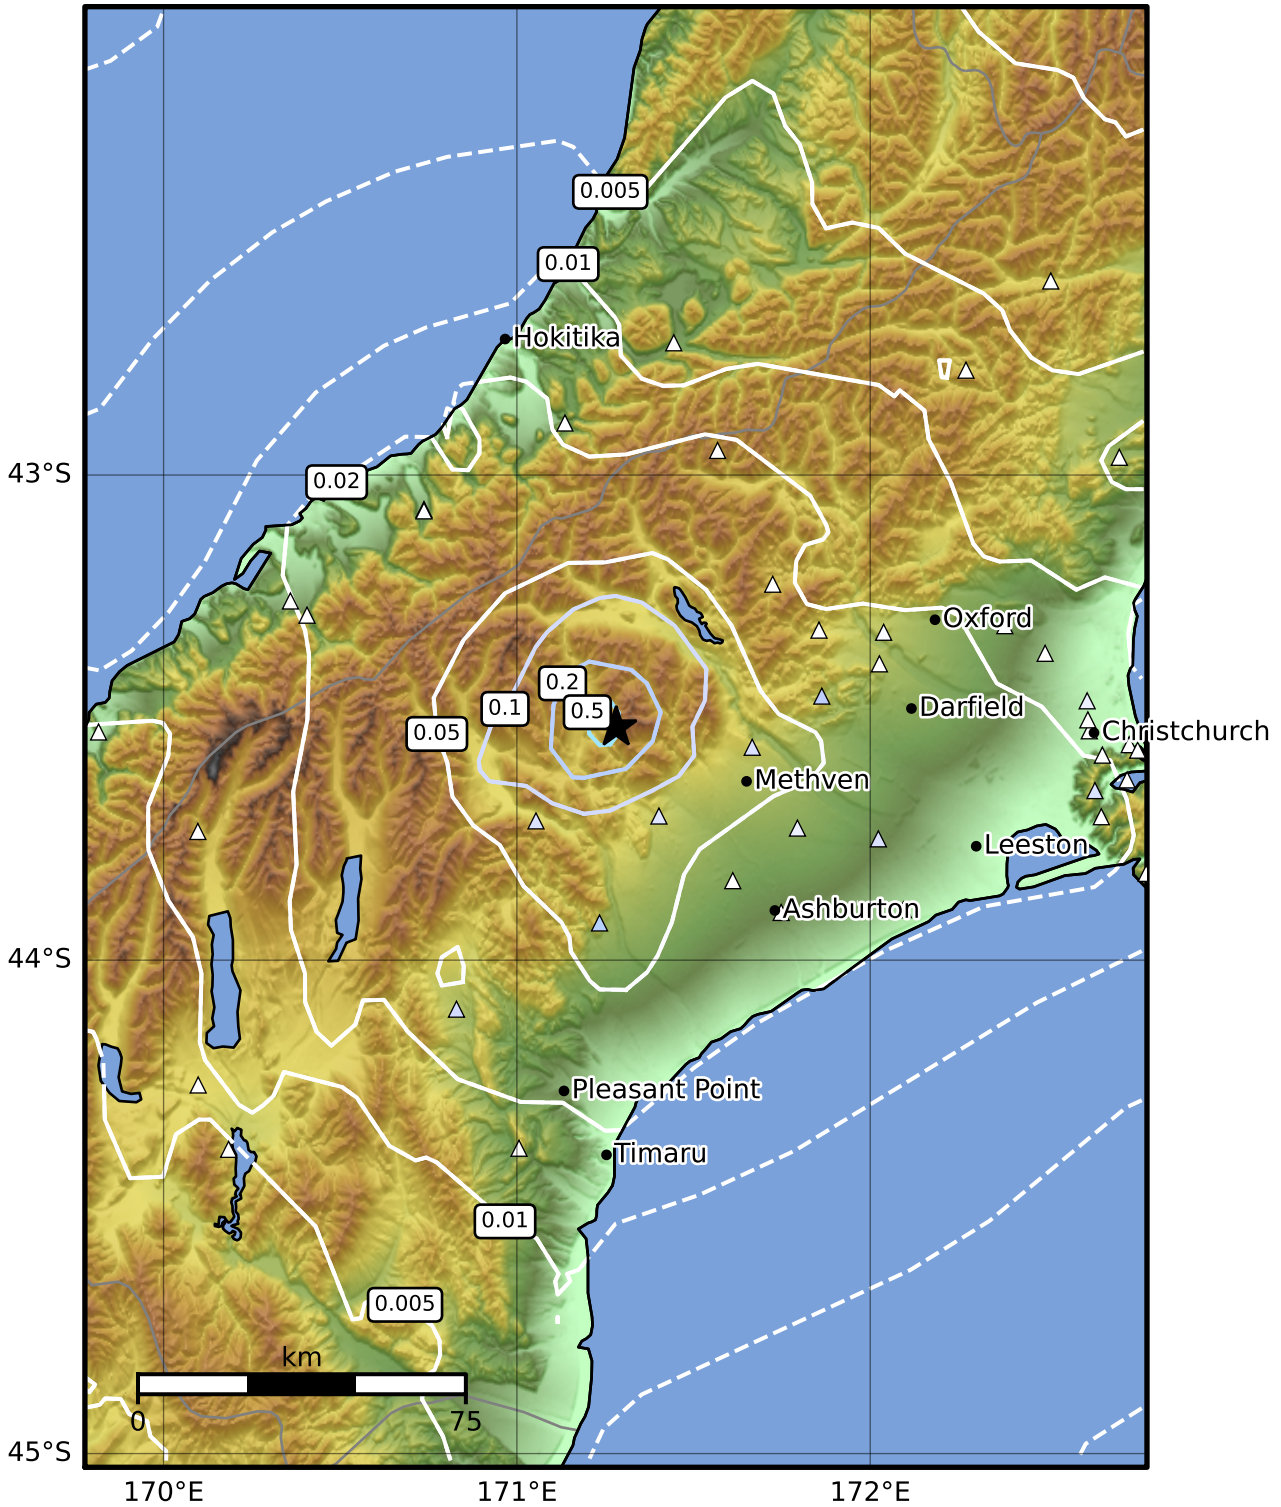 0.005
0.01
Hokitika
43°S
0.02
Oxford
0.2
0.1
0.5
Darfield
0.05
Christchurch
Methven
Leeston
Ashburton
44°S
Pleasant Point
Timaru
0.01
0.005
km
0 75
45°S
170°E 171°E 172°E